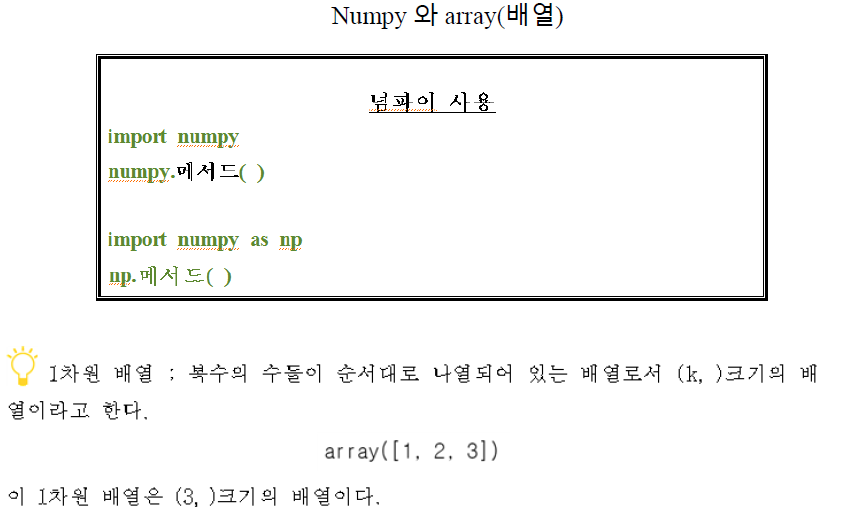 Numpy 와 array(배열)
넘파이 사용
import numpy
numpy.메서드( )
import numpy as np
np.메서드( )
1차원 배열 ; 복수의 수들이 순서대로 나열되어 있는 배열로서 (k, )크기의 배
열이라고 한다.
array([1, 2, 3])
이 1차원 배열은 (3, )크기의 배열이다.